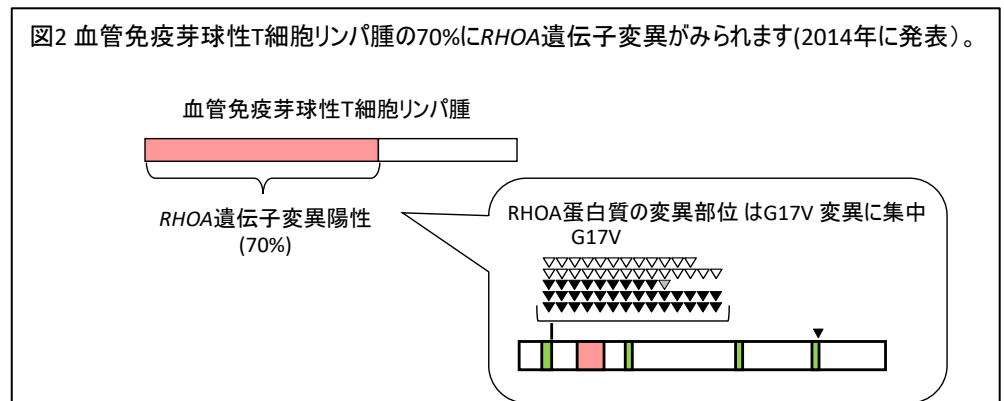 図2 血管免疫芽球性T細胞リンパ腫の70%にRHOA遺伝子変異がみられます(2014年に発表）。
血管免疫芽球性T細胞リンパ腫
RHOA遺伝子変異陽性
(70%)
RHOA蛋白質の変異部位 はG17V 変異に集中
G17V